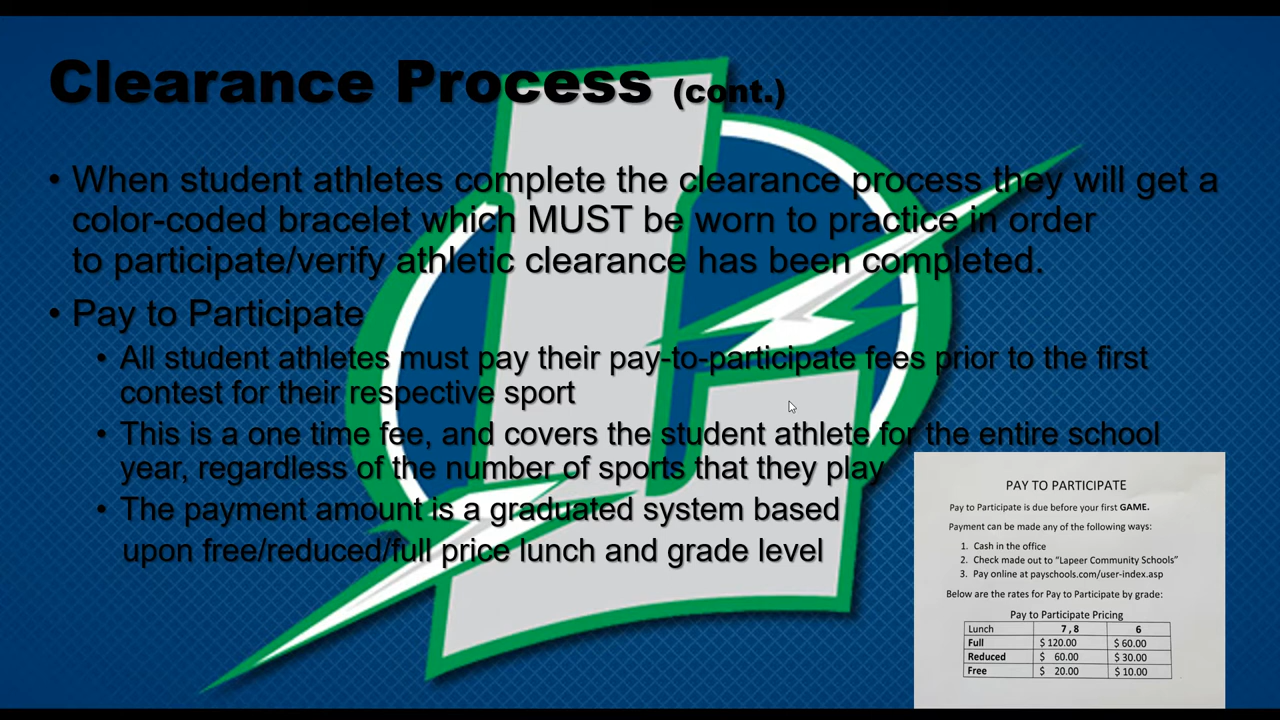 Clearance Process (cont.)
• When student athletes complete the clearance process they will get a
color-coded bracelet which MUST be worn to practice in order
to participate/verify athletic clearance has been completed.
• Pay to Participate
• All student athletes must pay their pay-to-participate fees prior to the first
contest for their respective sport
• This is a one time fee, and covers the student athlete for the entire school
year, regardless of the number of sports that they play
• The payment amount is a graduated system based
upon free/reduced/full price lunch and grade level
PAY TO PARTICIPATE
Pay to Participate is due before your first GAME.
Payment can be made any of the following ways:
1. Cash in the office
2. Check made out to “Lapeer Community Schools”
3. Pay online at payschools.com/user-index.asp
Below are the rates for Pay to Participate by grade:
Pay to Participate Pricing
Lunch 7 , 8 6
Full $ 120.00 $ 60.00
Reduced $ 60.00 $ 30.00
Free $ 20.00 $ 10.00
L